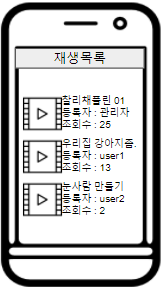 재생목록
찰리채플린 01
등록자 : 관리자
조회수 : 25
우리집 강아지즘.
등록자 : user1
조회수 : 13
눈사람 만들기
등록자 : user2
조회수 : 2